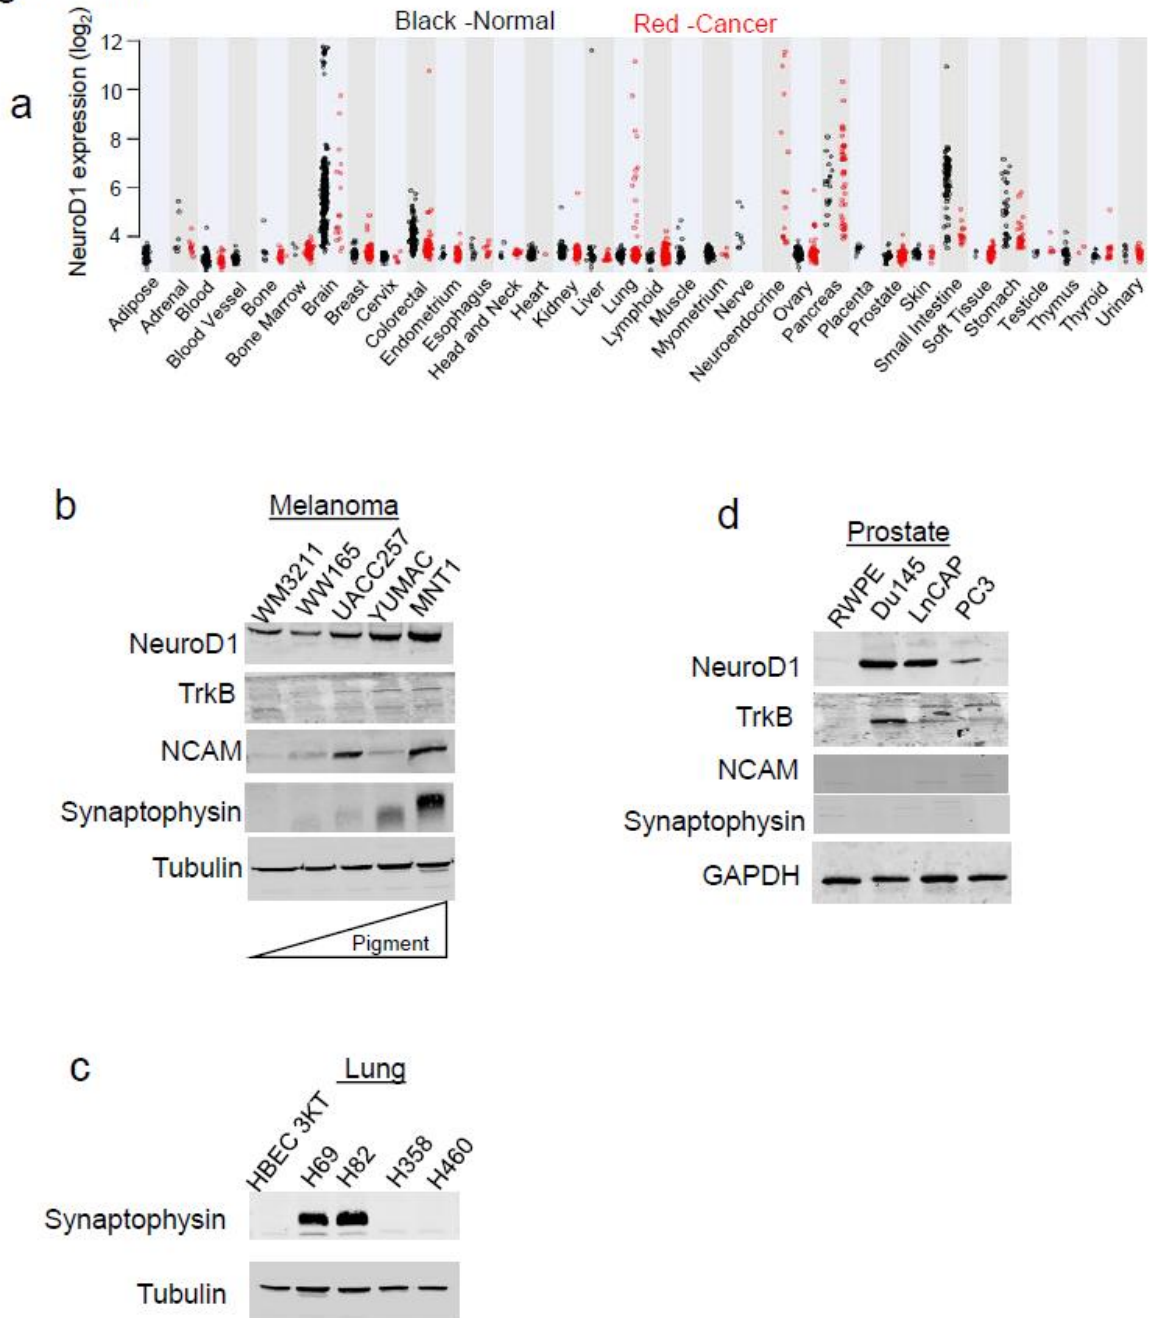 Black -Normal Red -Cancer
a
NeuroD1 expression (log2)
12
10
8
6
4
Adipose
Adrenal
Blood
Blood Vessel
Bone
Bone Marrow
Brain
Breast
Cervix
Colorectal
Endometrium
Esophagus
Head and Neck
Heart
Kidney
Liver
Lung
Lymphoid
Muscle
Myometrium
Nerve
Neuroendocrine
Ovary
Pancreas
Placenta
Prostate
Skin
Small Intestine
Soft Tissue
Stomach
Testicle
Thymus
Thyroid
Urinary
b
Melanoma
WM3211
WW165
UACC257
YUMAC
MNT1
NeuroD1
TrkB
NCAM
Synaptophysin
Tubulin
Pigment
d
Prostate
RWPE
Du145
LnCAP
PC3
NeuroD1
TrkB
NCAM
Synaptophysin
GAPDH
c
Lung
HBEC 3KT
H69
H82
H358
H460
Synaptophysin
Tubulin